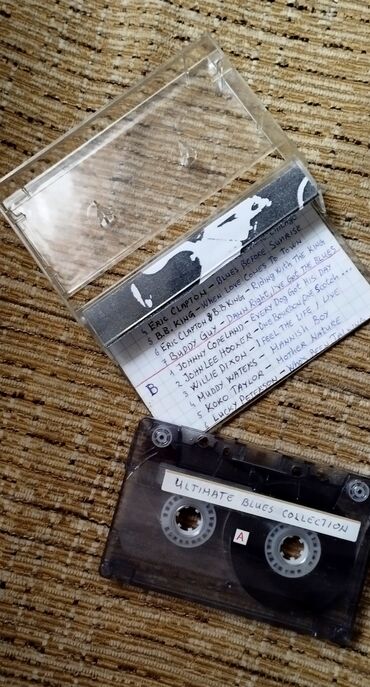 4 ERIC CLAPTON - BLUES BEFORE SUNRISE
5 B.B. KING - WHEN LOVE COMES TO TOWN
6 ERIC CLAPTON & B.B KING - RIDING WITH THE KING
7 BUDDY GUY - DAMN RIGHT, I'VE GOT THE BLUES
B
1 JOHNNY COPELAND - EVERY DOG GOT HIS DAY
2 JOHN LEE HOOKER - ONE BOURBON, ONE SCOTCH ...
3 WILLIE DIXON - I FEEL THE LIFE I LIVE
4 MUDDY WATERS - MANNISH BOY
5 KOKO TAYLOR - MOTHER NATURE
6 LUCKY PETERSON -
ULTIMATE BLUES COLLECTION
A